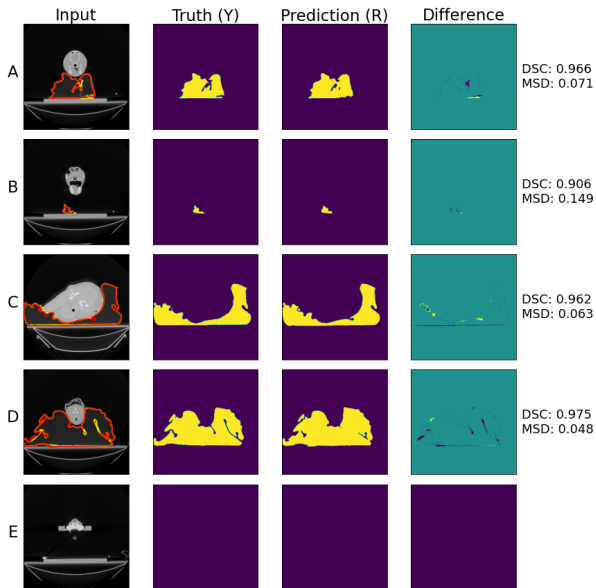 Input Truth (Y) Prediction (R) Difference
A
DSC: 0.966
MSD: 0.071
B
DSC: 0.906
MSD: 0.149
C
DSC: 0.962
MSD: 0.063
D
DSC: 0.975
MSD: 0.048
E